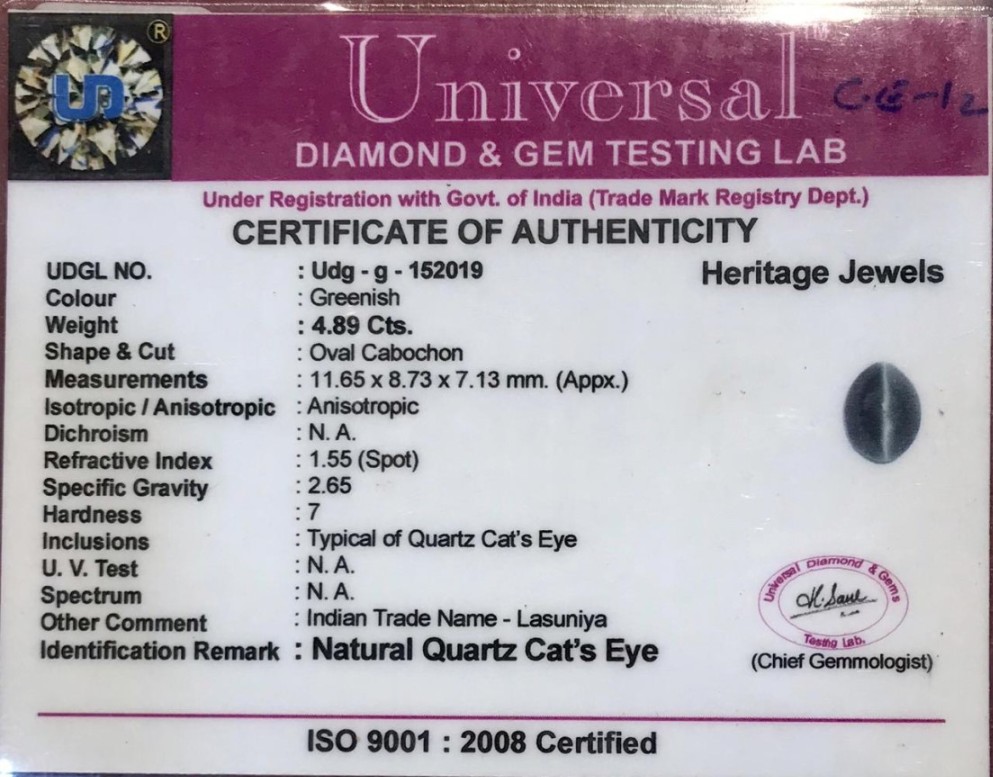 UD ®
Universal™
C.E-12
DIAMOND & GEM TESTING LAB
Under Registration with Govt. of India (Trade Mark Registry Dept.)
CERTIFICATE OF AUTHENTICITY
Heritage Jewels
UDGL NO. : Udg - g - 152019
Colour : Greenish
Weight : 4.89 Cts.
Shape & Cut : Oval Cabochon
Measurements : 11.65 x 8.73 x 7.13 mm. (Appx.)
Isotropic / Anisotropic : Anisotropic
Dichroism : N. A.
Refractive Index : 1.55 (Spot)
Specific Gravity : 2.65
Hardness : 7
Inclusions : Typical of Quartz Cat's Eye
U. V. Test : N. A.
Spectrum : N. A.
Other Comment : Indian Trade Name - Lasuniya
Identification Remark : Natural Quartz Cat's Eye
Universal Diamond & Gems
Testing Lab.
(Chief Gemmologist)
ISO 9001 : 2008 Certified